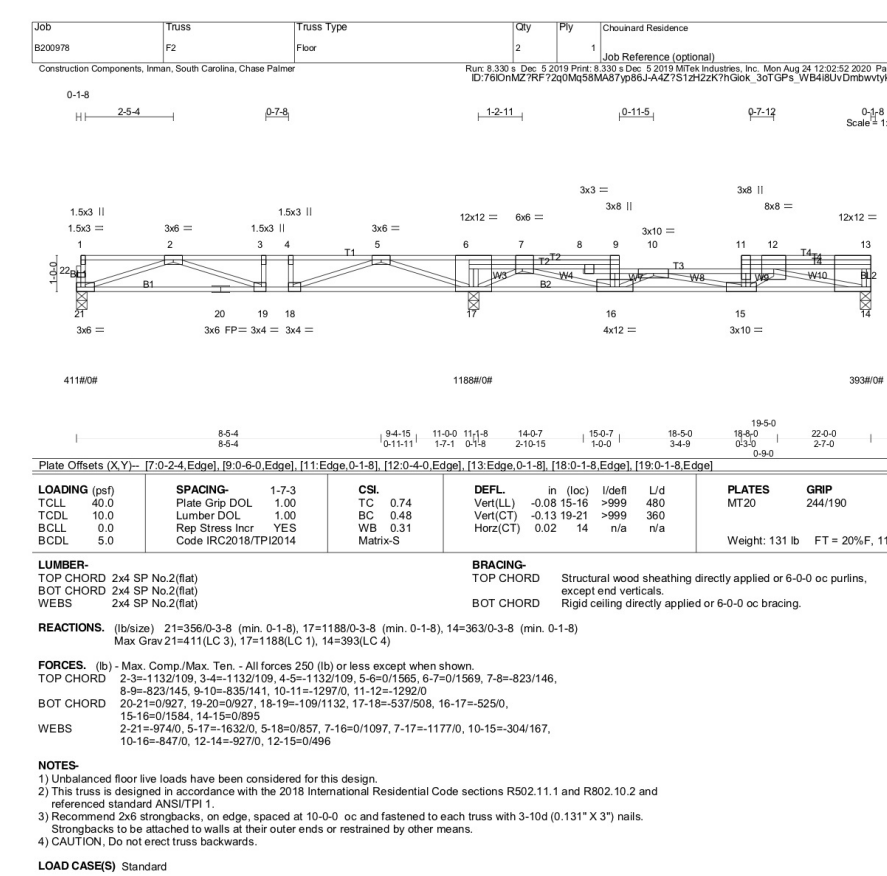 Job Truss Truss Type Qty Ply Chouinard Residence
B200978 F2 Floor 2 1
Job Reference (optional)
Construction Components, Inman, South Carolina, Chase Palmer Run: 8.330 s Dec 5 2019 Print: 8.330 s Dec 5 2019 MiTek Industries, Inc. Mon Aug 24 12:02:52 2020 Pa
ID:76IOnMZ?RF?2q0Mq58MA87yp86J-A4Z?S1zH2zK?hGiok_3oTGPs_WB4i8UvDmbwvty
0-1-8
2-5-4 0-7-8 1-2-11 0-11-5 0-7-12 0-1-8
Scale = 1:
3x3 = 3x8 ||
1.5x3 || 1.5x3 || 3x8 || 8x8 =
12x12 = 6x6 = 12x12 =
1.5x3 = 3x6 = 1.5x3 || 3x6 = 3x10 =
1 2 3 4 5 6 7 8 9 10 11 12 13
T1 T2 T2 T3 T4
1-0-0 22 B1 W3 W4 B2 W7 W8 W9 W10 BL2
21 20 19 18 17 16 15 14
3x6 = 3x6 FP= 3x4 = 3x4 = 4x12 = 3x10 =
411#/0# 1188#/0# 393#/0#
19-5-0
8-5-4 9-4-15 11-0-0 11-1-8 14-0-7 15-0-7 18-5-0 18-8-0 22-0-0
8-5-4 0-11-11 1-7-1 0-1-8 2-10-15 1-0-0 3-4-9 0-3-0 2-7-0
0-9-0
Plate Offsets (X,Y)-- [7:0-2-4,Edge], [9:0-6-0,Edge], [11:Edge,0-1-8], [12:0-4-0,Edge], [13:Edge,0-1-8], [18:0-1-8,Edge], [19:0-1-8,Edge]
LOADING (psf) SPACING- 1-7-3 CSI. DEFL. in (loc) l/defl L/d PLATES GRIP
TCLL 40.0 Plate Grip DOL 1.00 TC 0.74 Vert(LL) -0.08 15-16 >999 480 MT20 244/190
TCDL 10.0 Lumber DOL 1.00 BC 0.48 Vert(CT) -0.13 19-21 >999 360
BCLL 0.0 Rep Stress Incr YES WB 0.31 Horz(CT) 0.02 14 n/a n/a
BCDL 5.0 Code IRC2018/TPI2014 Matrix-S Weight: 131 lb FT = 20%F, 11
LUMBER-
TOP CHORD 2x4 SP No.2(flat)
BOT CHORD 2x4 SP No.2(flat)
WEBS 2x4 SP No.2(flat)
BRACING-
TOP CHORD Structural wood sheathing directly applied or 6-0-0 oc purlins,
except end verticals.
BOT CHORD Rigid ceiling directly applied or 6-0-0 oc bracing.
REACTIONS. (lb/size) 21=356/0-3-8 (min. 0-1-8), 17=1188/0-3-8 (min. 0-1-8), 14=363/0-3-8 (min. 0-1-8)
Max Grav 21=411(LC 3), 17=1188(LC 1), 14=393(LC 4)
FORCES. (lb) - Max. Comp./Max. Ten. - All forces 250 (lb) or less except when shown.
TOP CHORD 2-3=-1132/109, 3-4=-1132/109, 4-5=-1132/109, 5-6=0/1565, 6-7=0/1569, 7-8=-823/146,
8-9=-823/145, 9-10=-835/141, 10-11=-1297/0, 11-12=-1292/0
BOT CHORD 20-21=0/927, 19-20=0/927, 18-19=-109/1132, 17-18=-537/508, 16-17=-525/0,
15-16=0/1584, 14-15=0/895
WEBS 2-21=-974/0, 5-17=-1632/0, 5-18=0/857, 7-16=0/1097, 7-17=-1177/0, 10-15=-304/167,
10-16=-847/0, 12-14=-927/0, 12-15=0/496
NOTES-
1) Unbalanced floor live loads have been considered for this design.
2) This truss is designed in accordance with the 2018 International Residential Code sections R502.11.1 and R802.10.2 and
referenced standard ANSI/TPI 1.
3) Recommend 2x6 strongbacks, on edge, spaced at 10-0-0 oc and fastened to each truss with 3-10d (0.131" X 3") nails.
Strongbacks to be attached to walls at their outer ends or restrained by other means.
4) CAUTION, Do not erect truss backwards.
LOAD CASE(S) Standard